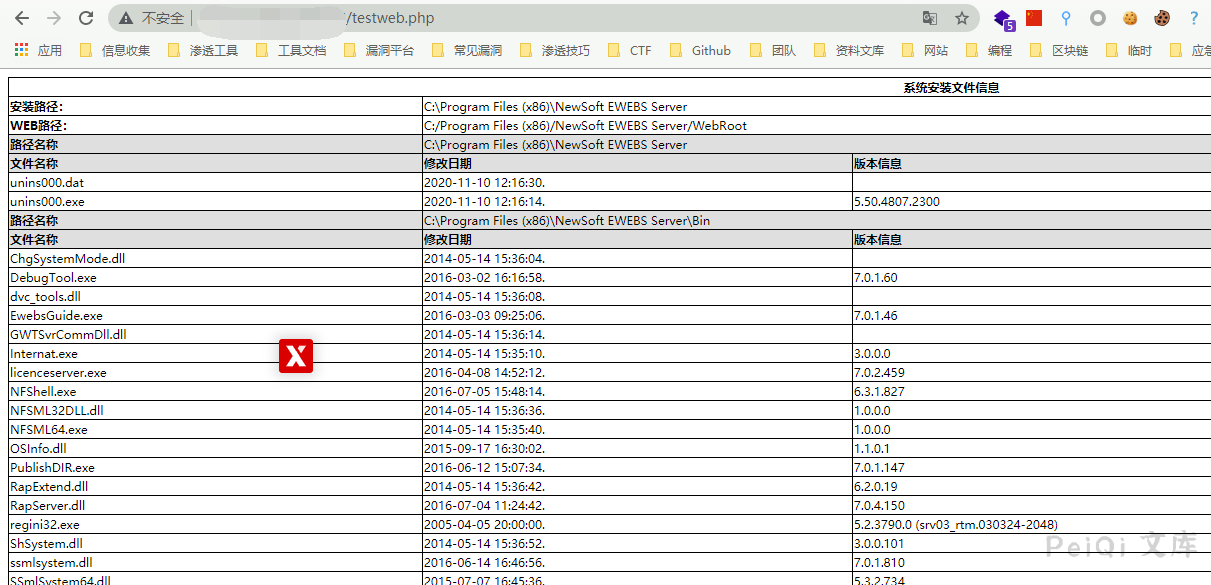 不安全 | /testweb.php
5
应用 信息收集 渗透工具 工具文档 漏洞平台 常见漏洞 渗透技巧 CTF Github 团队 资料文库 网站 编程 区块链 临时 应急
系统安装文件信息
安装路径: C:\Program Files (x86)\NewSoft EWEBS Server
WEB路径: C:/Program Files (x86)/NewSoft EWEBS Server/WebRoot
路径名称 C:\Program Files (x86)\NewSoft EWEBS Server
文件名称 修改日期 版本信息
unins000.dat 2020-11-10 12:16:30.
unins000.exe 2020-11-10 12:16:14. 5.50.4807.2300
路径名称 C:\Program Files (x86)\NewSoft EWEBS Server\Bin
文件名称 修改日期 版本信息
ChgSystemMode.dll 2014-05-14 15:36:04.
DebugTool.exe 2016-03-02 16:16:58. 7.0.1.60
dvc_tools.dll 2014-05-14 15:36:08.
EwebsGuide.exe 2016-03-03 09:25:06. 7.0.1.46
GWTSvrCommDll.dll 2014-05-14 15:36:14.
Internat.exe 2014-05-14 15:35:10. 3.0.0.0
licenceserver.exe 2016-04-08 14:52:12. 7.0.2.459
NFShell.exe 2016-07-05 15:48:14. 6.3.1.827
NFSML32DLL.dll 2014-05-14 15:36:36. 1.0.0.0
NFSML64.exe 2014-05-14 15:35:40. 1.0.0.0
OSInfo.dll 2015-09-17 16:30:02. 1.1.0.1
PublishDIR.exe 2016-06-12 15:07:34. 7.0.1.147
RapExtend.dll 2014-05-14 15:36:42. 6.2.0.19
RapServer.dll 2016-07-04 11:24:42. 7.0.4.150
regini32.exe 2005-04-05 20:00:00. 5.2.3790.0 (srv03_rtm.030324-2048)
ShSystem.dll 2014-05-14 15:36:52. 3.0.0.101
ssmlsystem.dll 2016-06-14 16:46:56. 7.0.1.810
SSmlSystem64.dll 2015-07-07 16:45:36. 5.3.2.734
PeiQi 文库